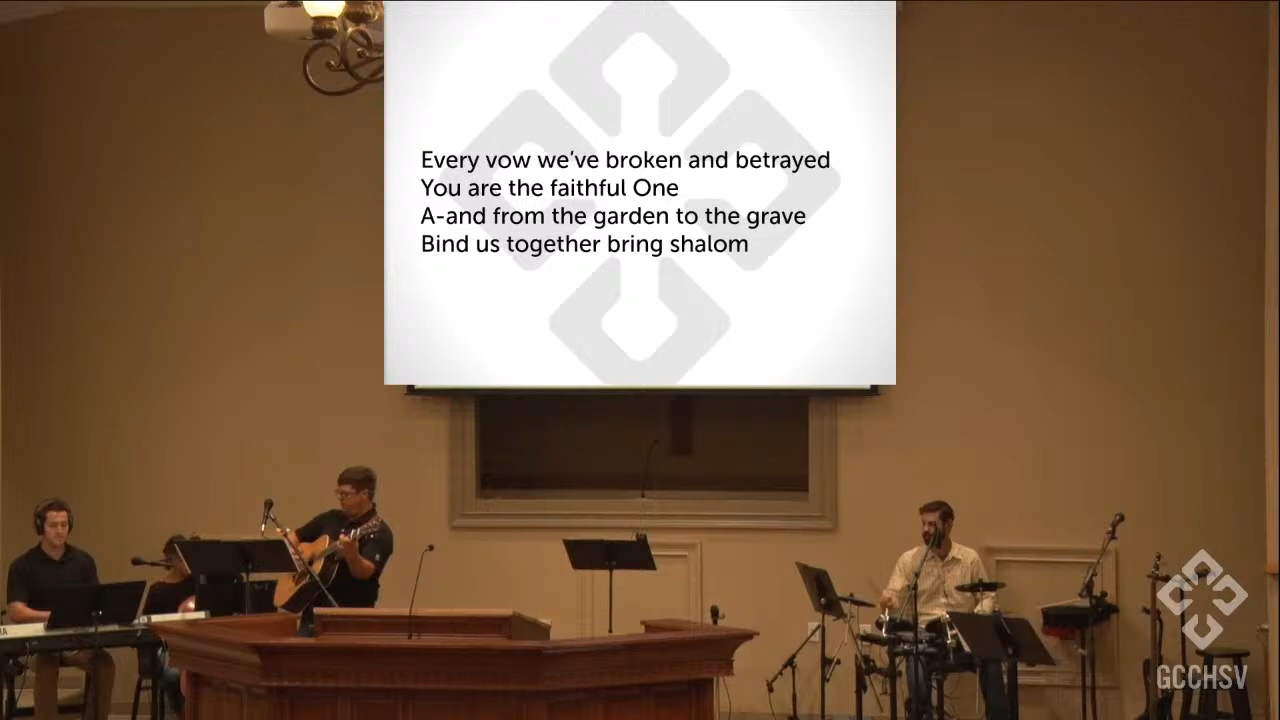 Every vow we've broken and betrayed
You are the faithful One
A-and from the garden to the grave
Bind us together bring shalom
GCCHSV